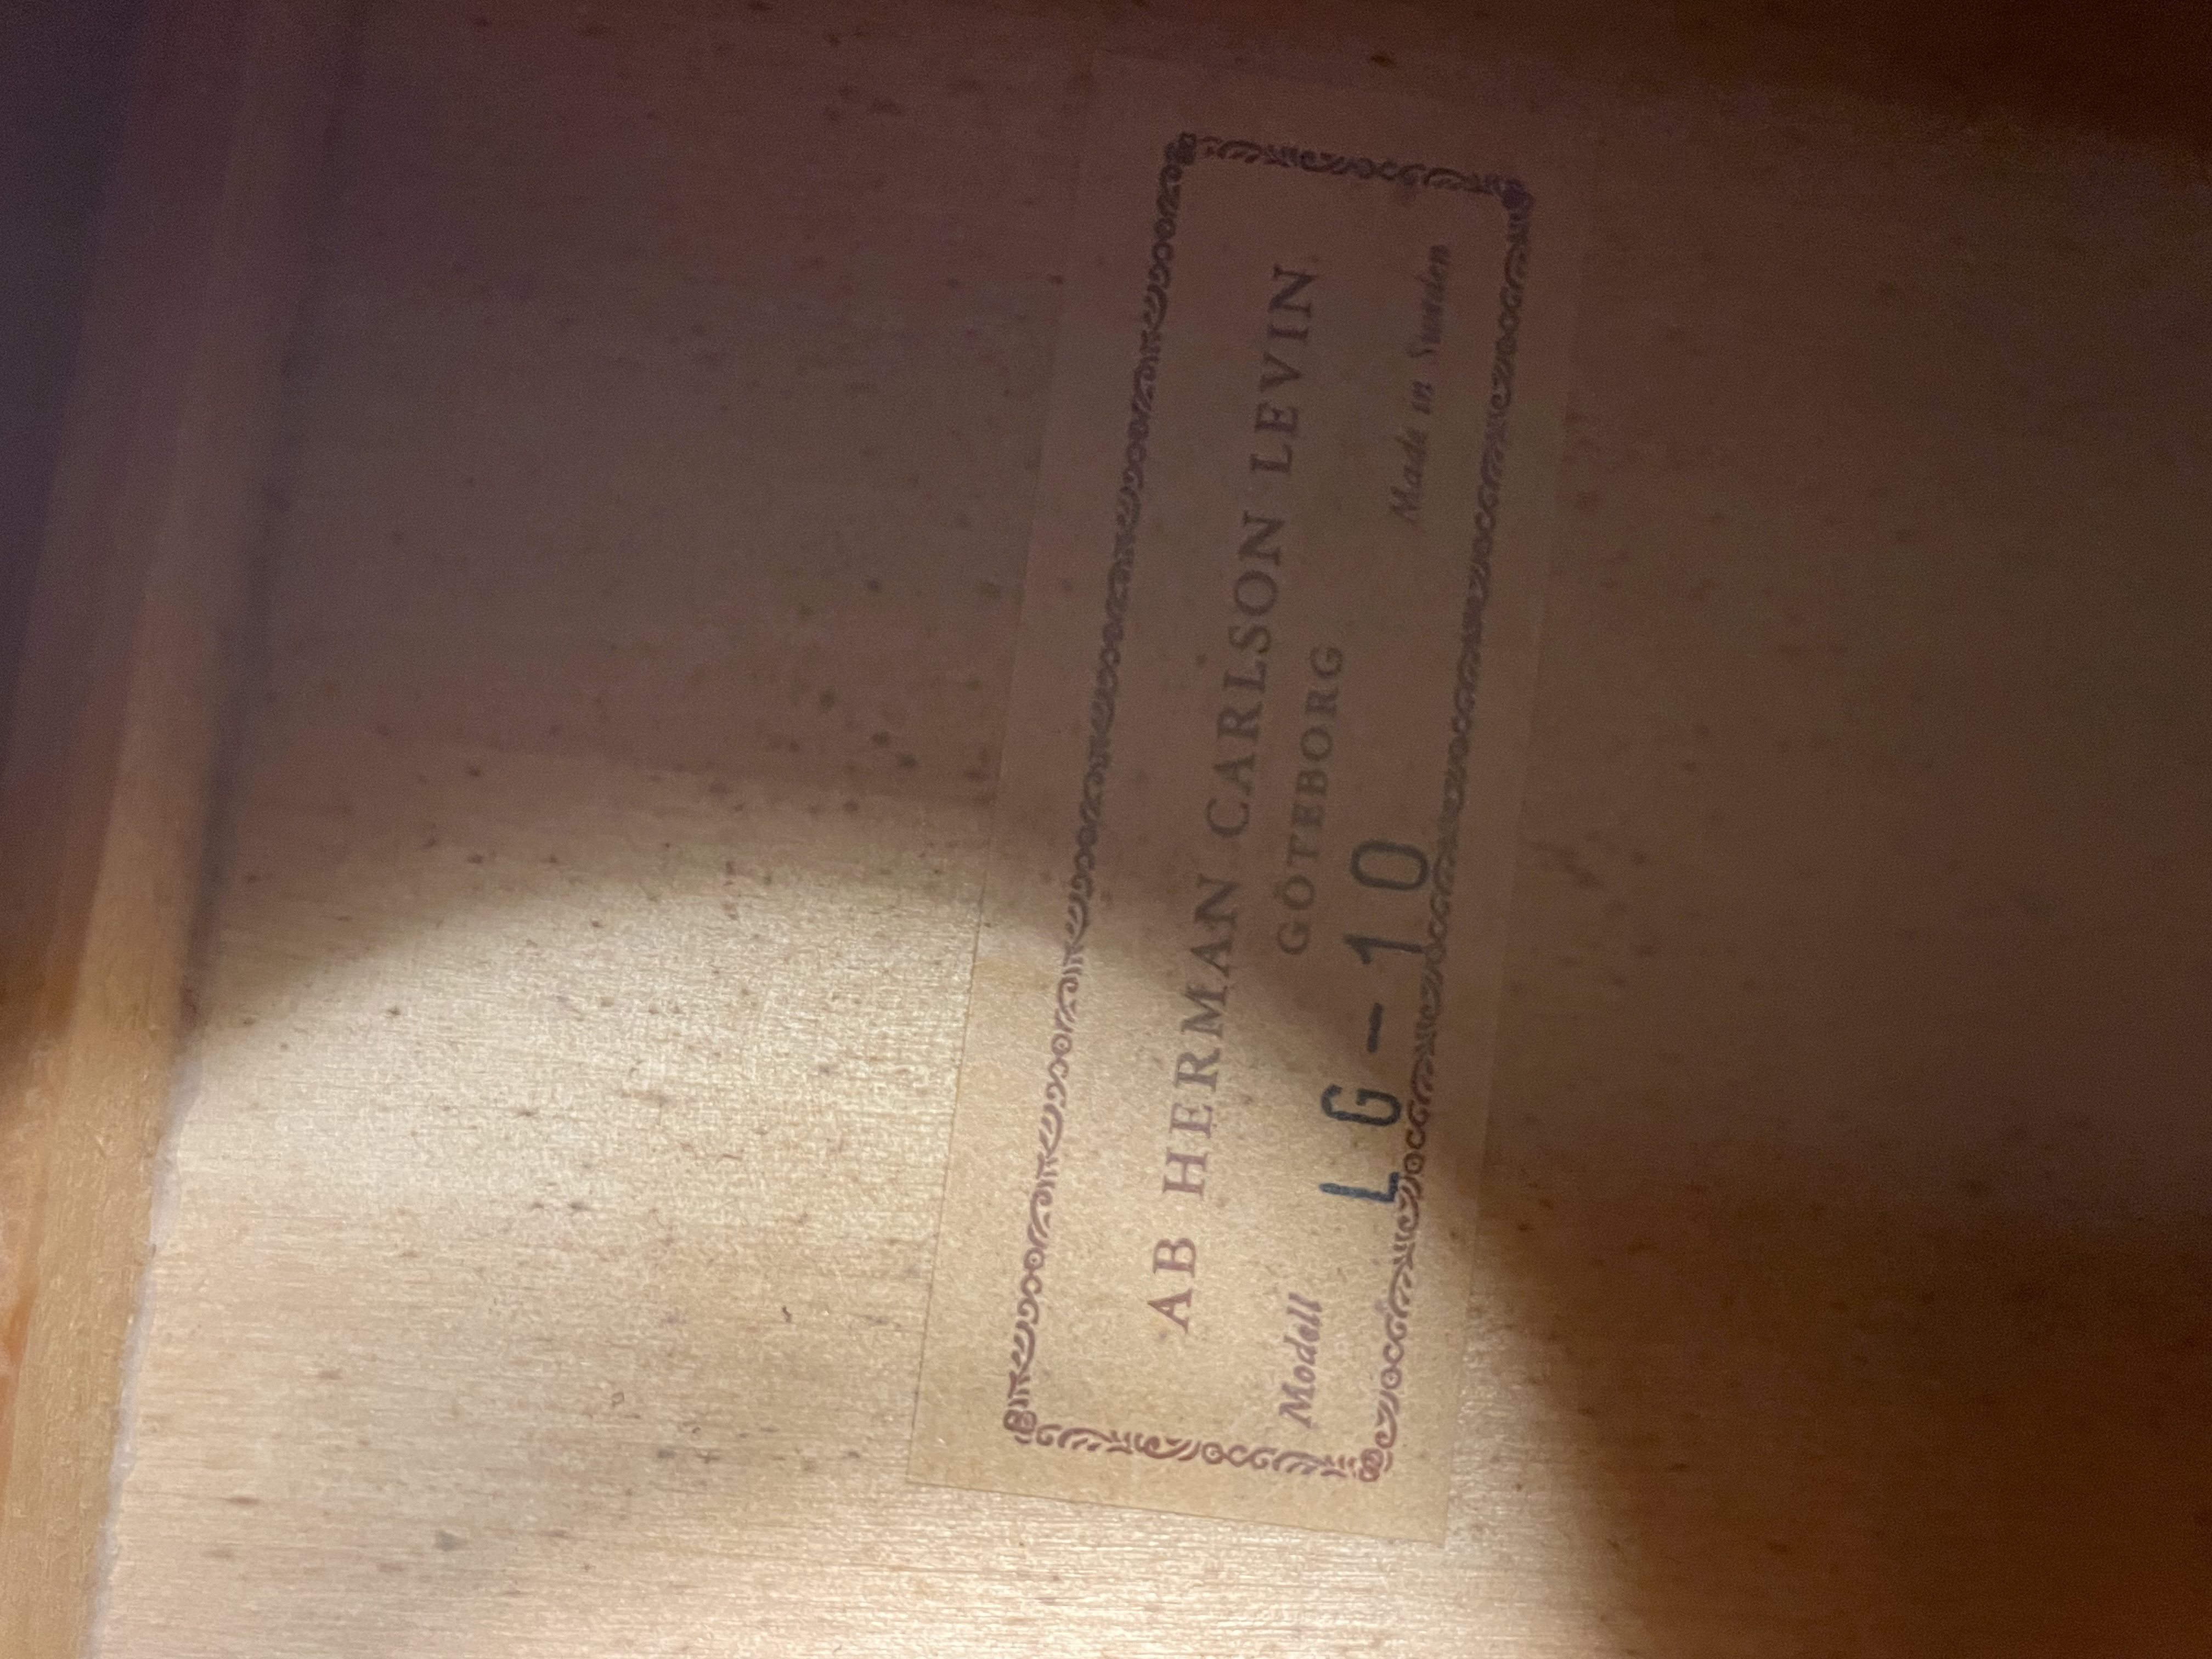 AB HERMAN CARLSON LEVIN
GÖTEBORG
Modell
LG-10
Made in Sweden